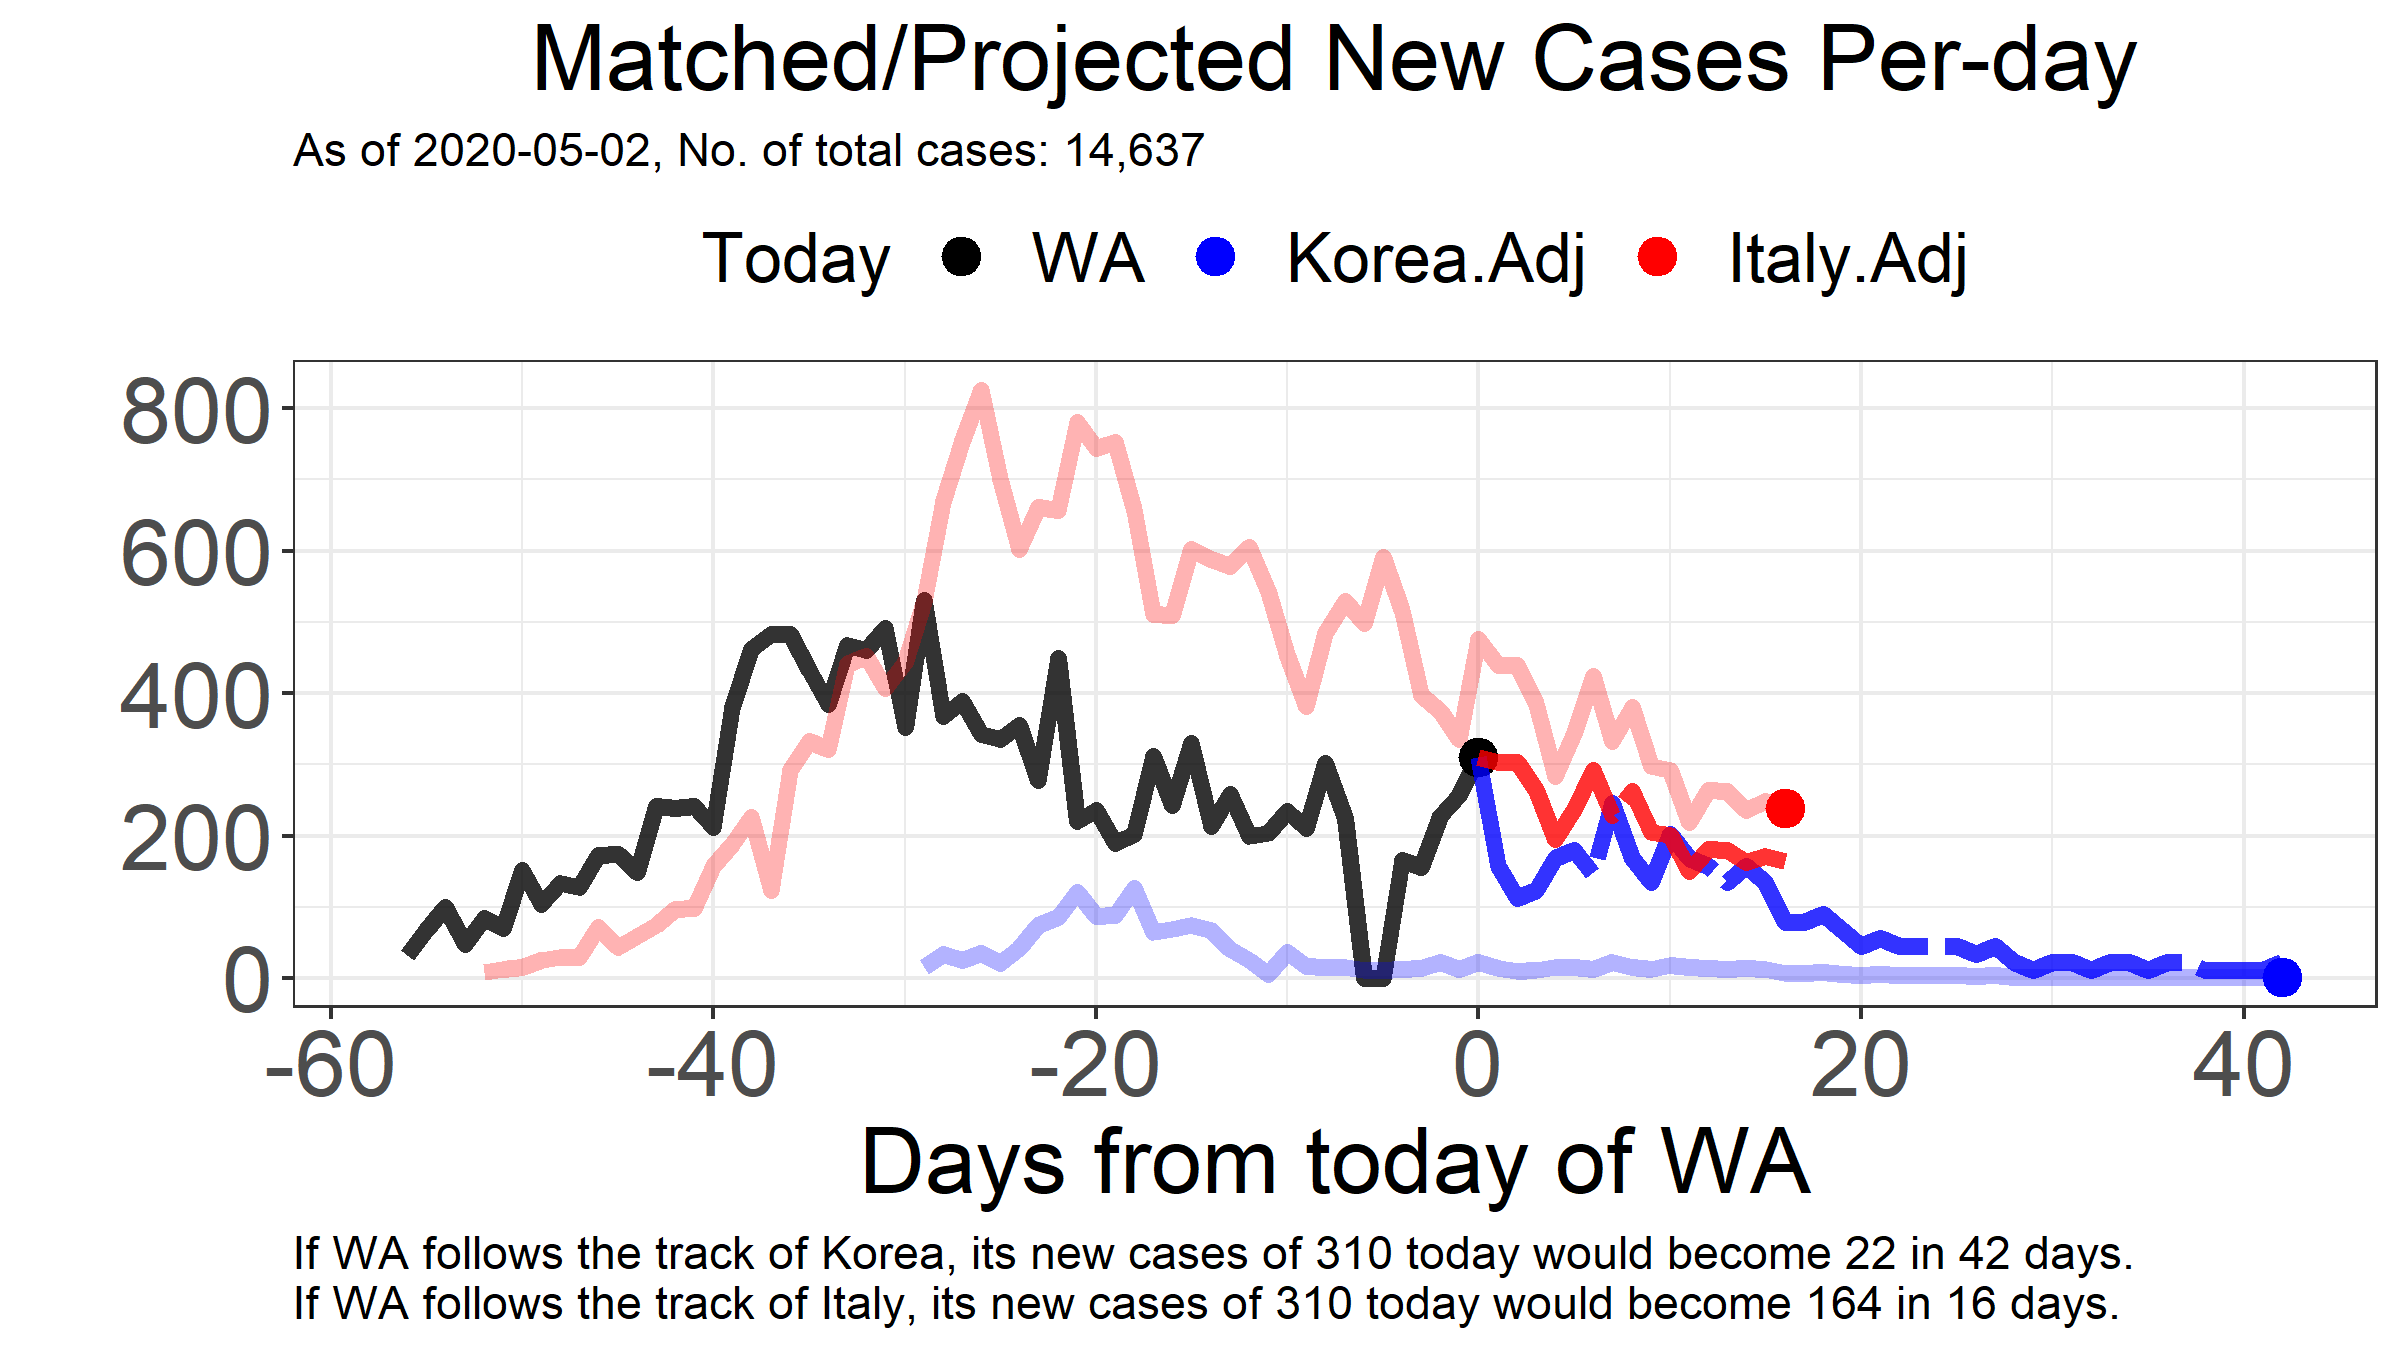 Matched/Projected New Cases Per-day
As of 2020-05-02, No. of total cases: 14,637
Today WA Korea.Adj Italy.Adj
800
600
400
200
0
-60 -40 -20 0 20 40
Days from today of WA
If WA follows the track of Korea, its new cases of 310 today would become 22 in 42 days.
If WA follows the track of Italy, its new cases of 310 today would become 164 in 16 days.